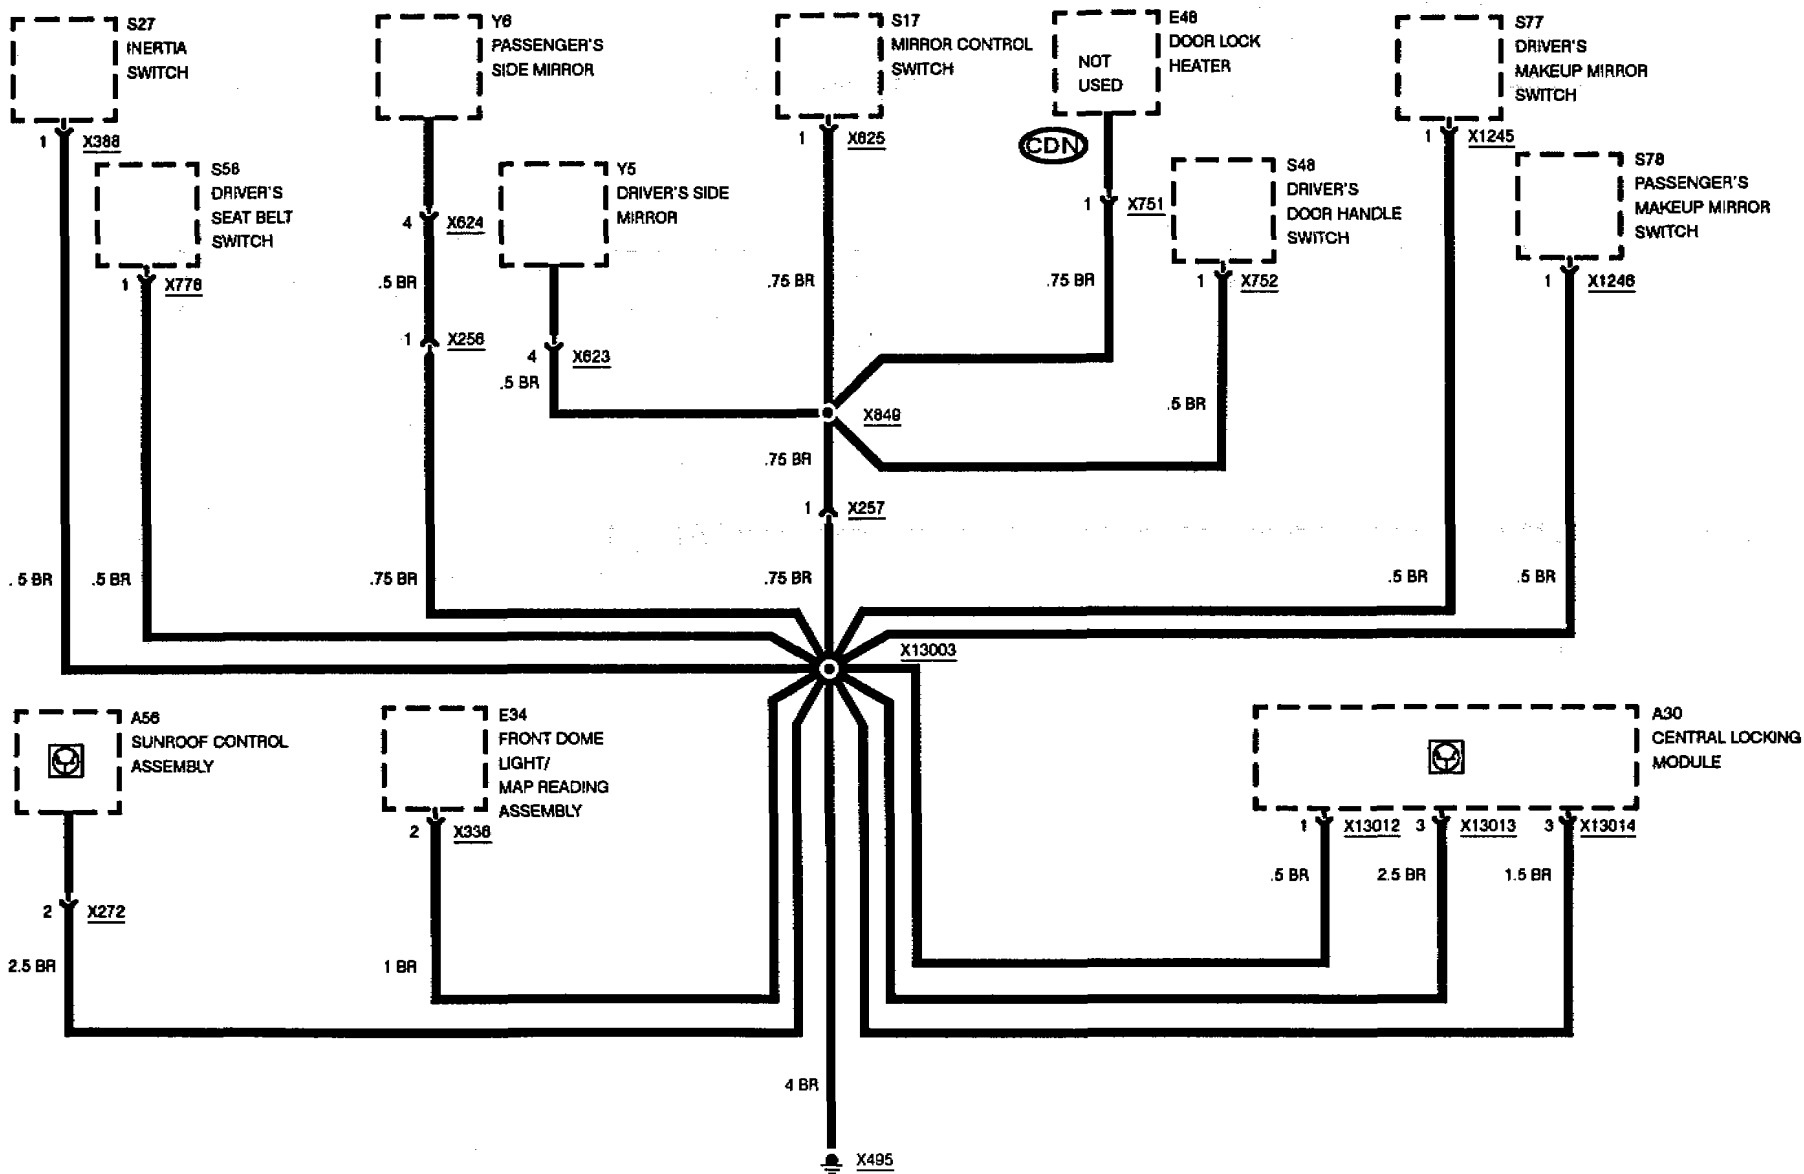 S27
INERTIA
SWITCH
1 X388
S56
DRIVER'S
SEAT BELT
SWITCH
1 X778
Y6
PASSENGER'S
SIDE MIRROR
4 X624
.5 BR
1 X256
Y5
DRIVER'S SIDE
MIRROR
4 X623
.5 BR
S17
MIRROR CONTROL
SWITCH
1 X625
.75 BR
E48
DOOR LOCK
HEATER
NOT
USED
CDN
1 X751
.75 BR
S48
DRIVER'S
DOOR HANDLE
SWITCH
1 X752
.5 BR
S77
DRIVER'S
MAKEUP MIRROR
SWITCH
1 X1245
S78
PASSENGER'S
MAKEUP MIRROR
SWITCH
1 X1246
X849
.75 BR
1 X257
.5 BR
.5 BR
.75 BR
.75 BR
.5 BR
.5 BR
X13003
A56
SUNROOF CONTROL
ASSEMBLY
2 X272
2.5 BR
E34
FRONT DOME
LIGHT/
MAP READING
ASSEMBLY
2 X336
1 BR
A30
CENTRAL LOCKING
MODULE
1 X13012
3 X13013
3 X13014
.5 BR
2.5 BR
1.5 BR
4 BR
X495